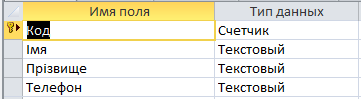 Имя поля Тип данных
Код Счетчик
Імя Текстовый
Прізвище Текстовый
Телефон Текстовый